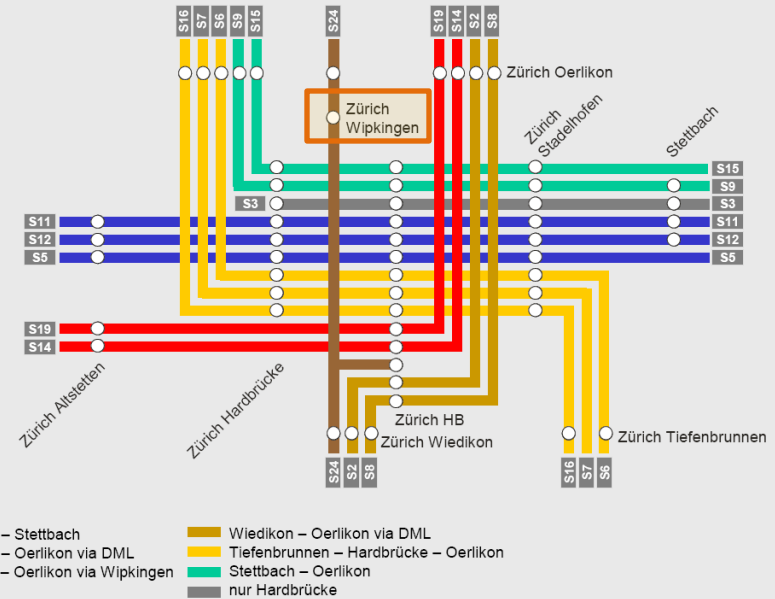 S16 S7 S6 S9 S15 S24 S19 S14 S2 S8
Zürich Oerlikon
Zürich
Wipkingen
Zürich
Stadelhofen
Stettbach
S15
S9
S3 S3
S11 S11
S12 S12
S5 S5
S19
S14
Zürich Altstetten
Zürich Hardbrücke
Zürich HB
Zürich Wiedikon
Zürich Tiefenbrunnen
S24 S2 S8 S16 S7 S6
– Stettbach
– Oerlikon via DML
– Oerlikon via Wipkingen
Wiedikon – Oerlikon via DML
Tiefenbrunnen – Hardbrücke – Oerlikon
Stettbach – Oerlikon
nur Hardbrücke